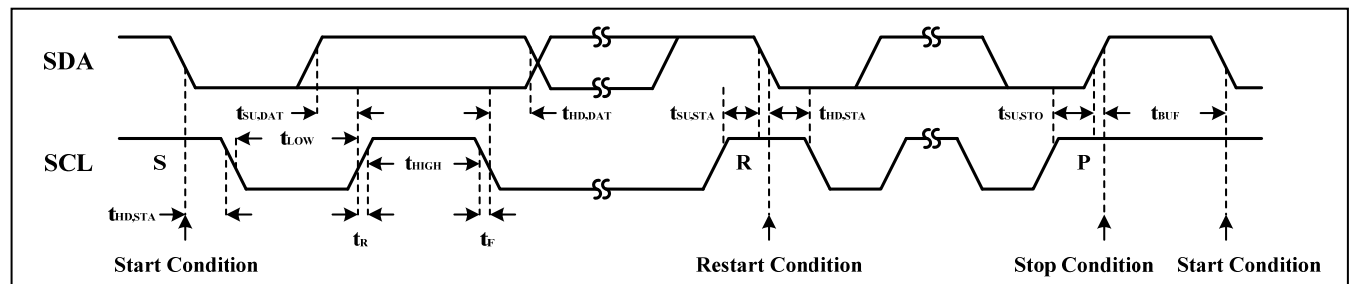 SDA
tSU,DAT
tHD,DAT
tSU,STA
tHD,STA
tSU,STO
tBUF
tLOW
SCL
S
tHIGH
R
P
tHD,STA
tR
tF
Start Condition
Restart Condition
Stop Condition
Start Condition